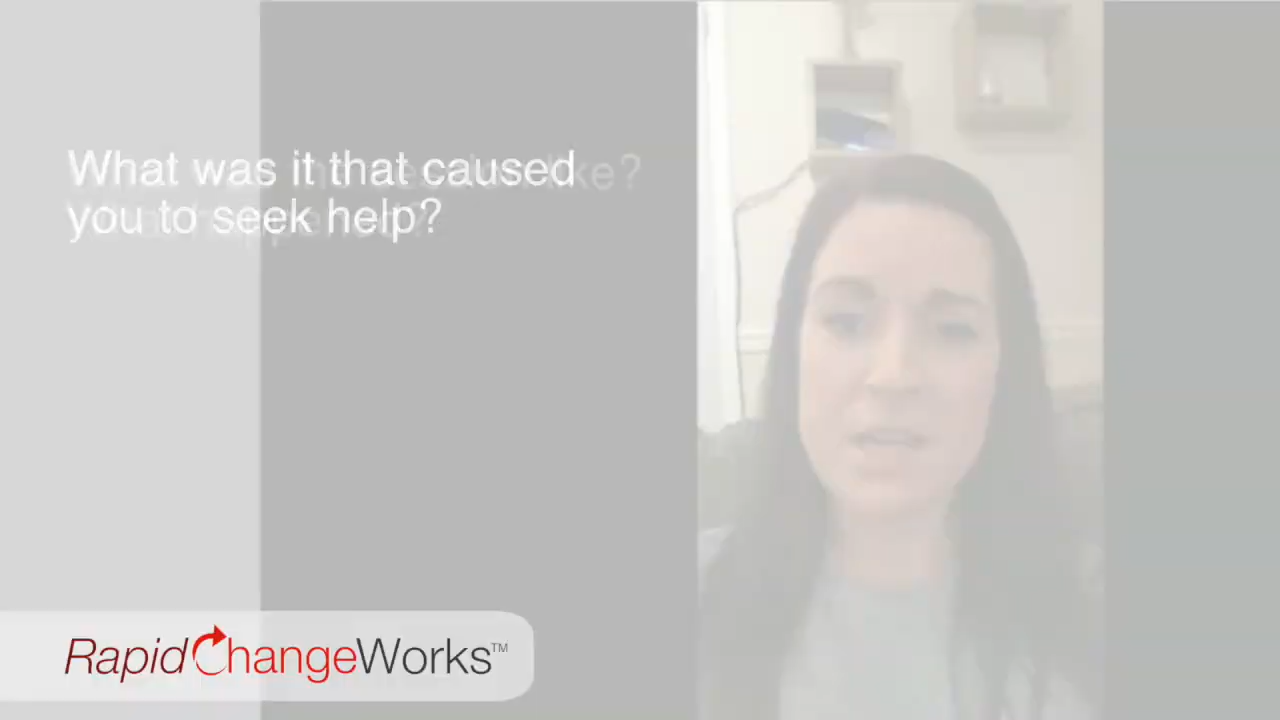 What was it that caused
you to seek help?
RapidChangeWorks™